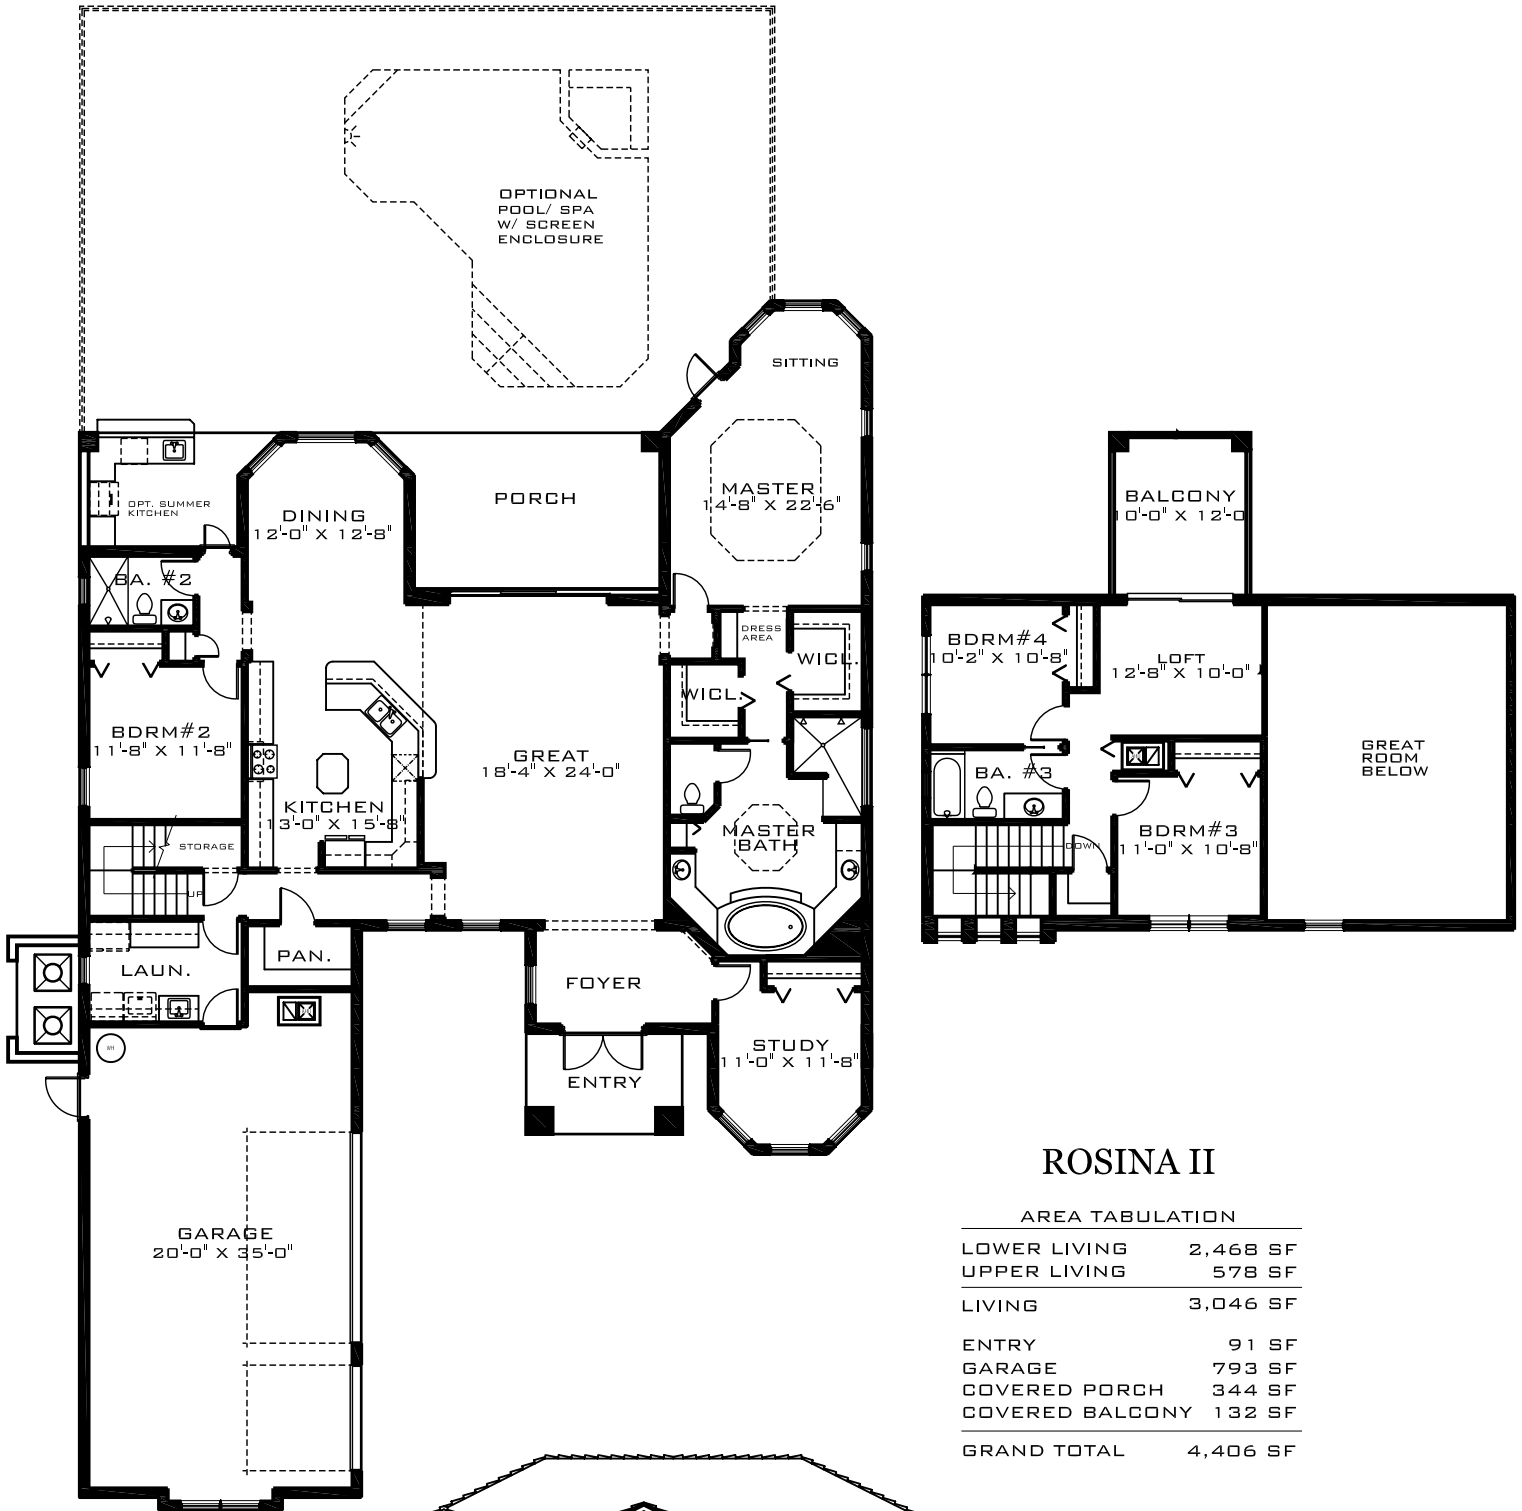 OPTIONAL
POOL/ SPA
W/ SCREEN
ENCLOSURE
SITTING
MASTER
14'-8" X 22'-6"
PORCH
OPT. SUMMER
KITCHEN
DINING
12'-0" X 12'-8"
BA. #2
DRESS
AREA
WICL.
WICL.
BDRM#2
11'-8" X 11'-8"
GREAT
18'-4" X 24'-0"
KITCHEN
13'-0" X 15'-8"
MASTER
BATH
STORAGE
UP
PAN.
LAUN.
FOYER
WH
STUDY
11'-0" X 11'-8"
ENTRY
GARAGE
20'-0" X 35'-0"
BALCONY
10'-0" X 12'-0
BDRM#4
10'-2" X 10'-8"
LOFT
12'-8" X 10'-0"
GREAT
ROOM
BELOW
BA. #3
BDRM#3
11'-0" X 10'-8"
DOWN
ROSINA II
AREA TABULATION
LOWER LIVING 2,468 SF
UPPER LIVING 578 SF
LIVING 3,046 SF
ENTRY 91 SF
GARAGE 793 SF
COVERED PORCH 344 SF
COVERED BALCONY 132 SF
GRAND TOTAL 4,406 SF